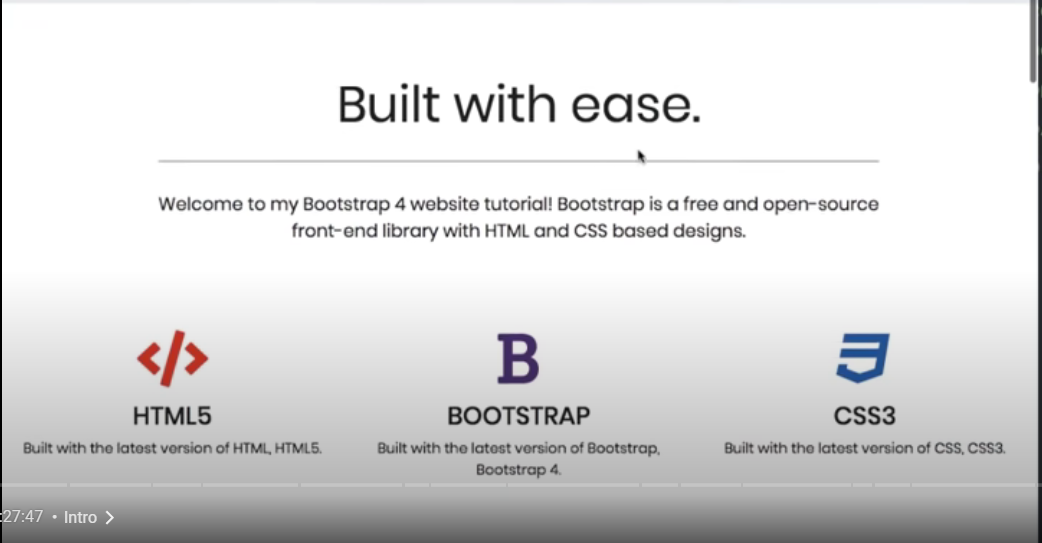 Built with ease.
Welcome to my Bootstrap 4 website tutorial! Bootstrap is a free and open-source
front-end library with HTML and CSS based designs.
B
HTML5
BOOTSTRAP
CSS3
Built with the latest version of HTML, HTML5.
Built with the latest version of Bootstrap,
Bootstrap 4.
Built with the latest version of CSS, CSS3.
:27:47 • Intro